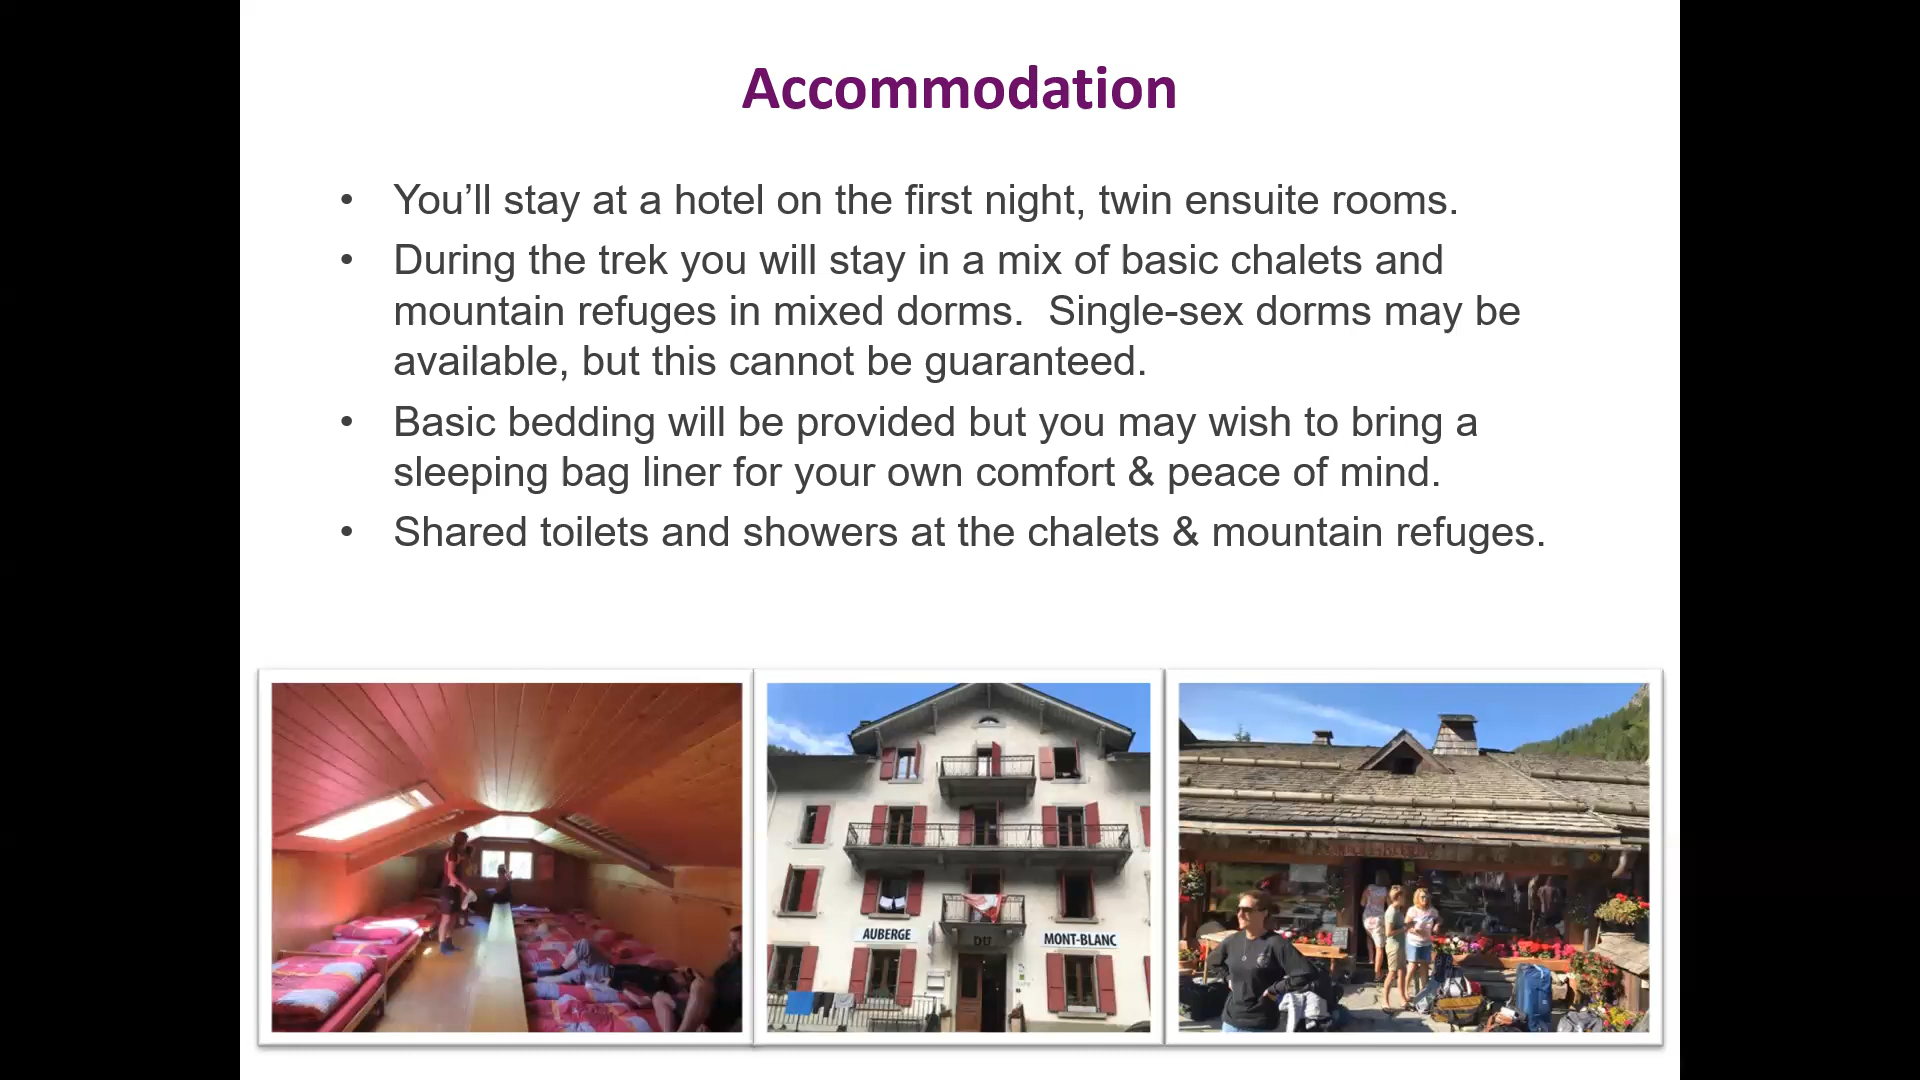 Accommodation
• You’ll stay at a hotel on the first night, twin ensuite rooms.
• During the trek you will stay in a mix of basic chalets and
mountain refuges in mixed dorms.  Single-sex dorms may be
available, but this cannot be guaranteed.
• Basic bedding will be provided but you may wish to bring a
sleeping bag liner for your own comfort & peace of mind.
• Shared toilets and showers at the chalets & mountain refuges.
AUBERGE DU MONT-BLANC